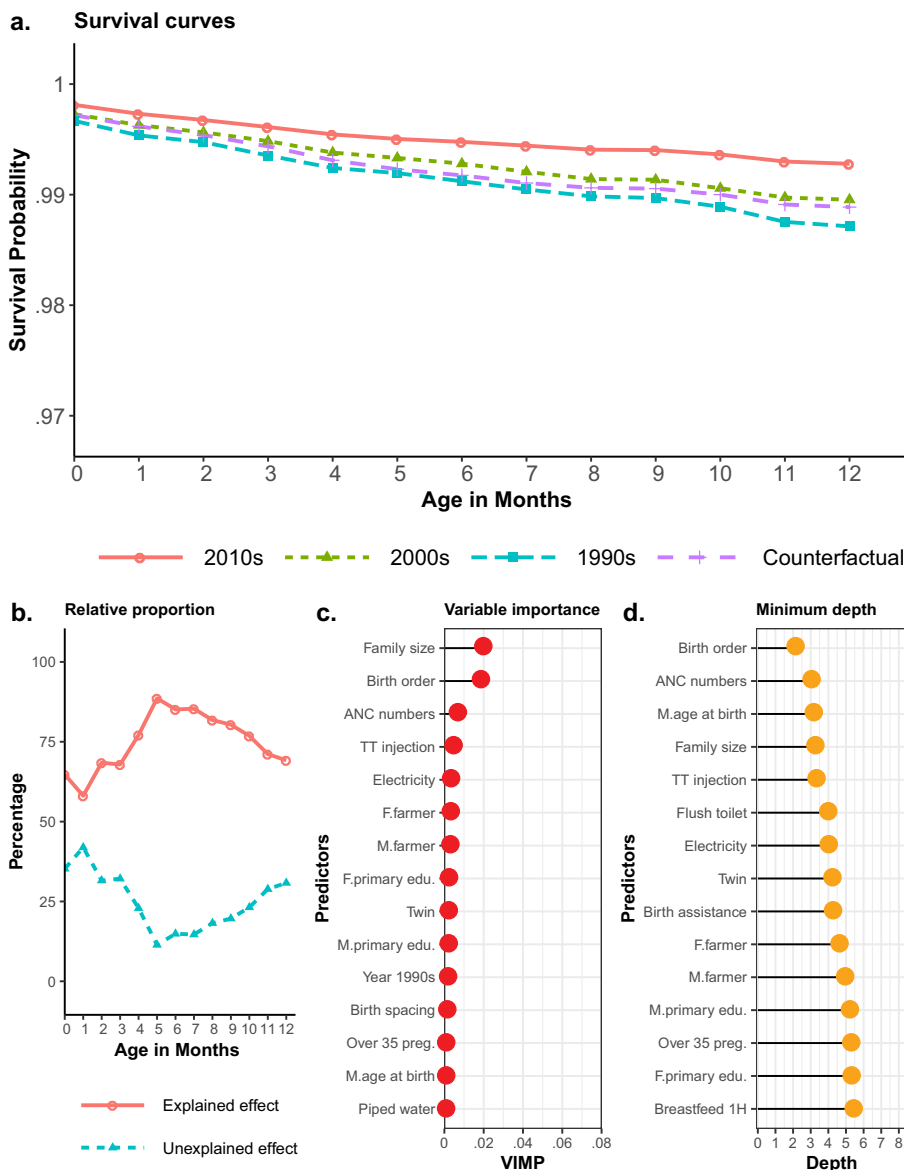 a. Survival curves
Survival Probability
1
.99
.98
.97
0 1 2 3 4 5 6 7 8 9 10 11 12
Age in Months
2010s 2000s 1990s Counterfactual
b. Relative proportion
Percentage
100
75
50
25
0
0 1 2 3 4 5 6 7 8 9 10 11 12
Age in Months
Explained effect
Unexplained effect
c. Variable importance
Predictors
Family size
Birth order
ANC numbers
TT injection
Electricity
F.farmer
M.farmer
F.primary edu.
Twin
M.primary edu.
Year 1990s
Birth spacing
Over 35 preg.
M.age at birth
Piped water
0 .02 .04 .06 .08
VIMP
d. Minimum depth
Predictors
Birth order
ANC numbers
M.age at birth
Family size
TT injection
Flush toilet
Electricity
Twin
Birth assistance
F.farmer
M.farmer
M.primary edu.
Over 35 preg.
F.primary edu.
Breastfeed 1H
0 1 2 3 4 5 6 7 8
Depth